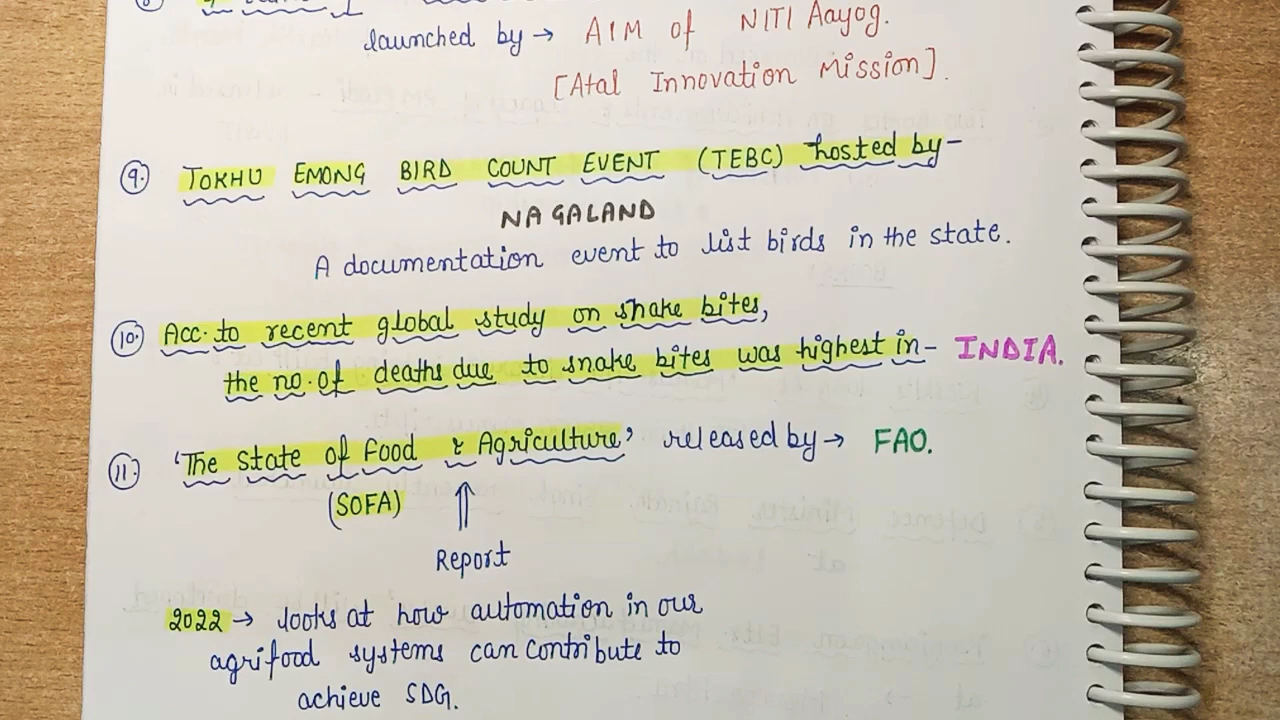 launched by → AIM of NITI Aayog.
[Atal Innovation Mission].
9. TOKHU EMONG BIRD COUNT EVENT (TEBC) hosted by -
NAGALAND
A documentation event to list birds in the state.
10. Acc. to recent global study on snake bites,
the no. of deaths due to snake bites was highest in - INDIA.
11. 'The State of Food & Agriculture' released by → FAO.
(SOFA) ⇑
Report
2022 → looks at how automation in our
agrifood systems can contribute to
achieve SDG.